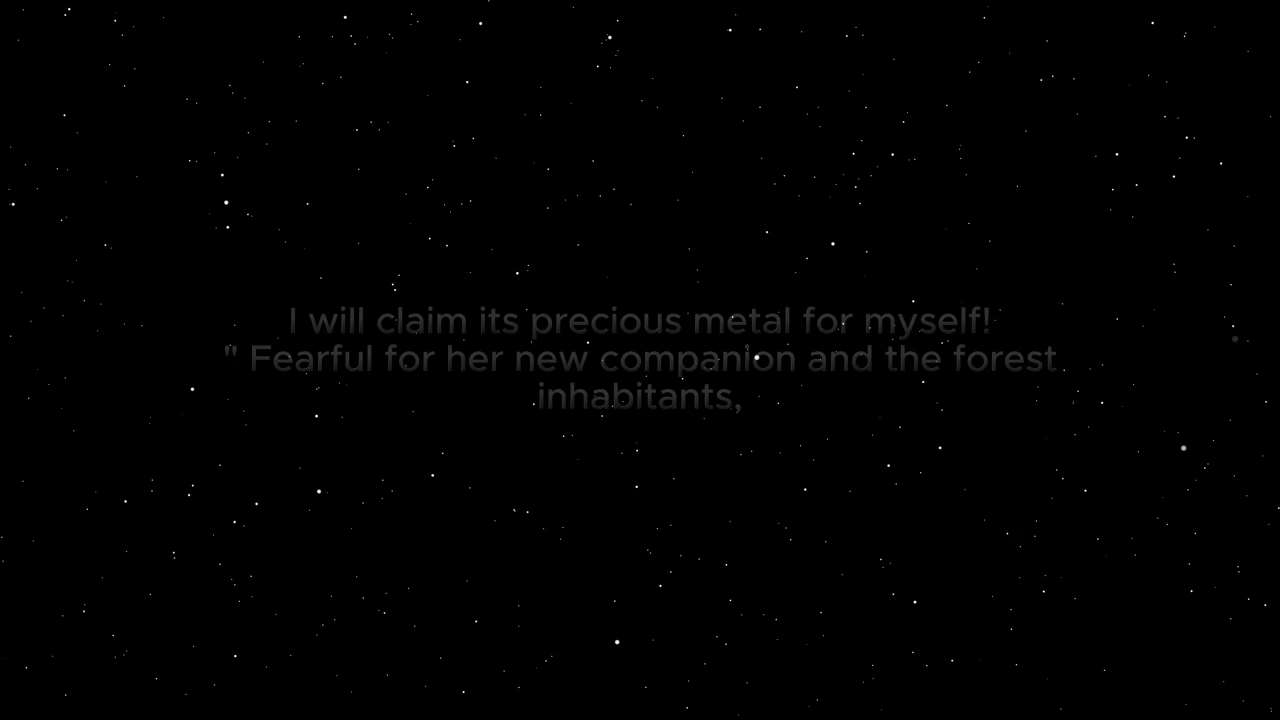 I will claim its precious metal for myself!
" Fearful for her new companion and the forest
inhabitants,